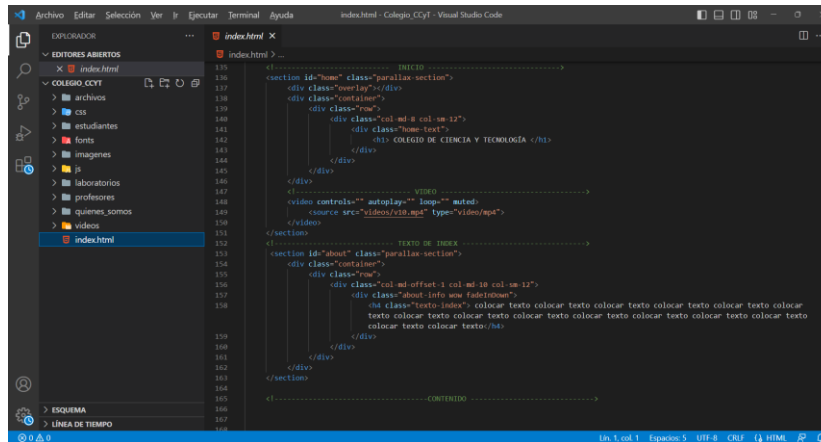 Archivo Editar Selección Ver Ir Ejecutar Terminal Ayuda index.html - Colegio_CCyT - Visual Studio Code
EXPLORADOR ...
EDITORES ABIERTOS
index.html
COLEGIO_CCYT
archivos
css
estudiantes
fonts
imagenes
js
laboratorios
profesores
quienes_somos
videos
index.html
ESQUEMA
LÍNEA DE TIEMPO
index.html
index.html > ...
135 <!-------------------------- INICIO ------------------------------>
136 <section id="home" class="parallax-section">
137 <div class="overlay"></div>
138 <div class="container">
139 <div class="row">
140 <div class="col-md-8 col-sm-12">
141 <div class="home-text">
142 <h1> COLEGIO DE CIENCIA Y TECNOLOGÍA </h1>
143 </div>
144 </div>
145 </div>
146 </div>
147 <!-------------------------- VIDEO ------------------------------>
148 <video controls="" autoplay="" loop="" muted>
149 <source src="videos/v10.mp4" type="video/mp4">
150 </video>
151 </section>
152 <!-------------------------- TEXTO DE INDEX ---------------------->
153 <section id="about" class="parallax-section">
154 <div class="container">
155 <div class="row">
156 <div class="col-md-offset-1 col-md-10 col-sm-12">
157 <div class="about-info wow fadeInDown">
158 <h4 class="texto-index"> colocar texto colocar texto colocar texto colocar texto colocar texto colocar
texto colocar texto colocar texto colocar texto colocar texto colocar texto colocar texto colocar texto
colocar texto colocar texto</h4>
159 </div>
160 </div>
161 </div>
162 </div>
163 </section>
164
165 <!---------------------------------CONTENIDO --------------------------->
166
167
168
0 0 Lín. 1, col. 1 Espacios: 5 UTF-8 CRLF HTML